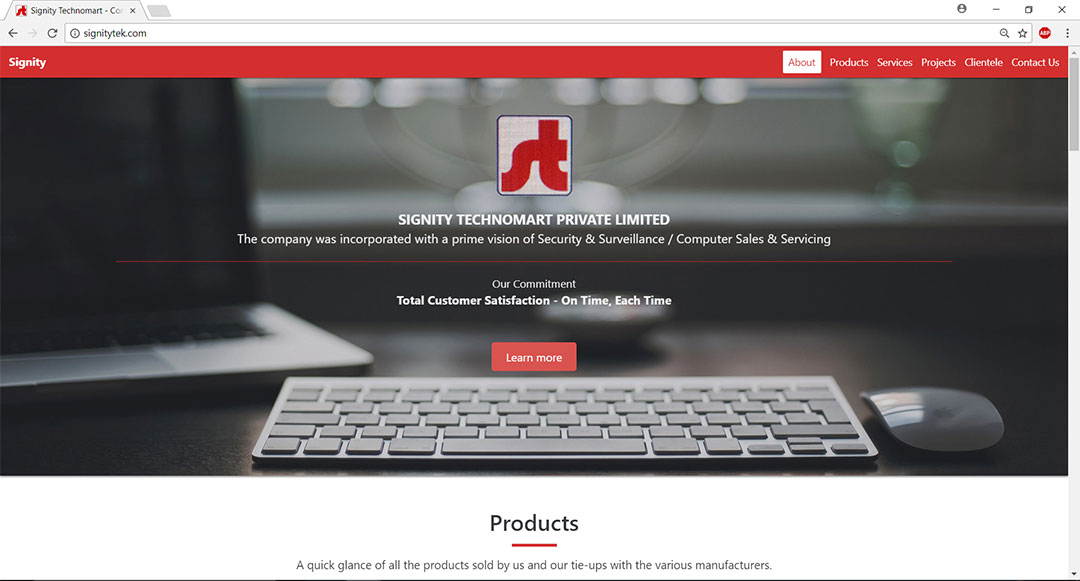 Signity Technomart - Co
signitytek.com
ABP
Signity
About Products Services Projects Clientele Contact Us
st
SIGNITY TECHNOMART PRIVATE LIMITED
The company was incorporated with a prime vision of Security & Surveillance / Computer Sales & Servicing
Our Commitment
Total Customer Satisfaction - On Time, Each Time
Learn more
Products
A quick glance of all the products sold by us and our tie-ups with the various manufacturers.